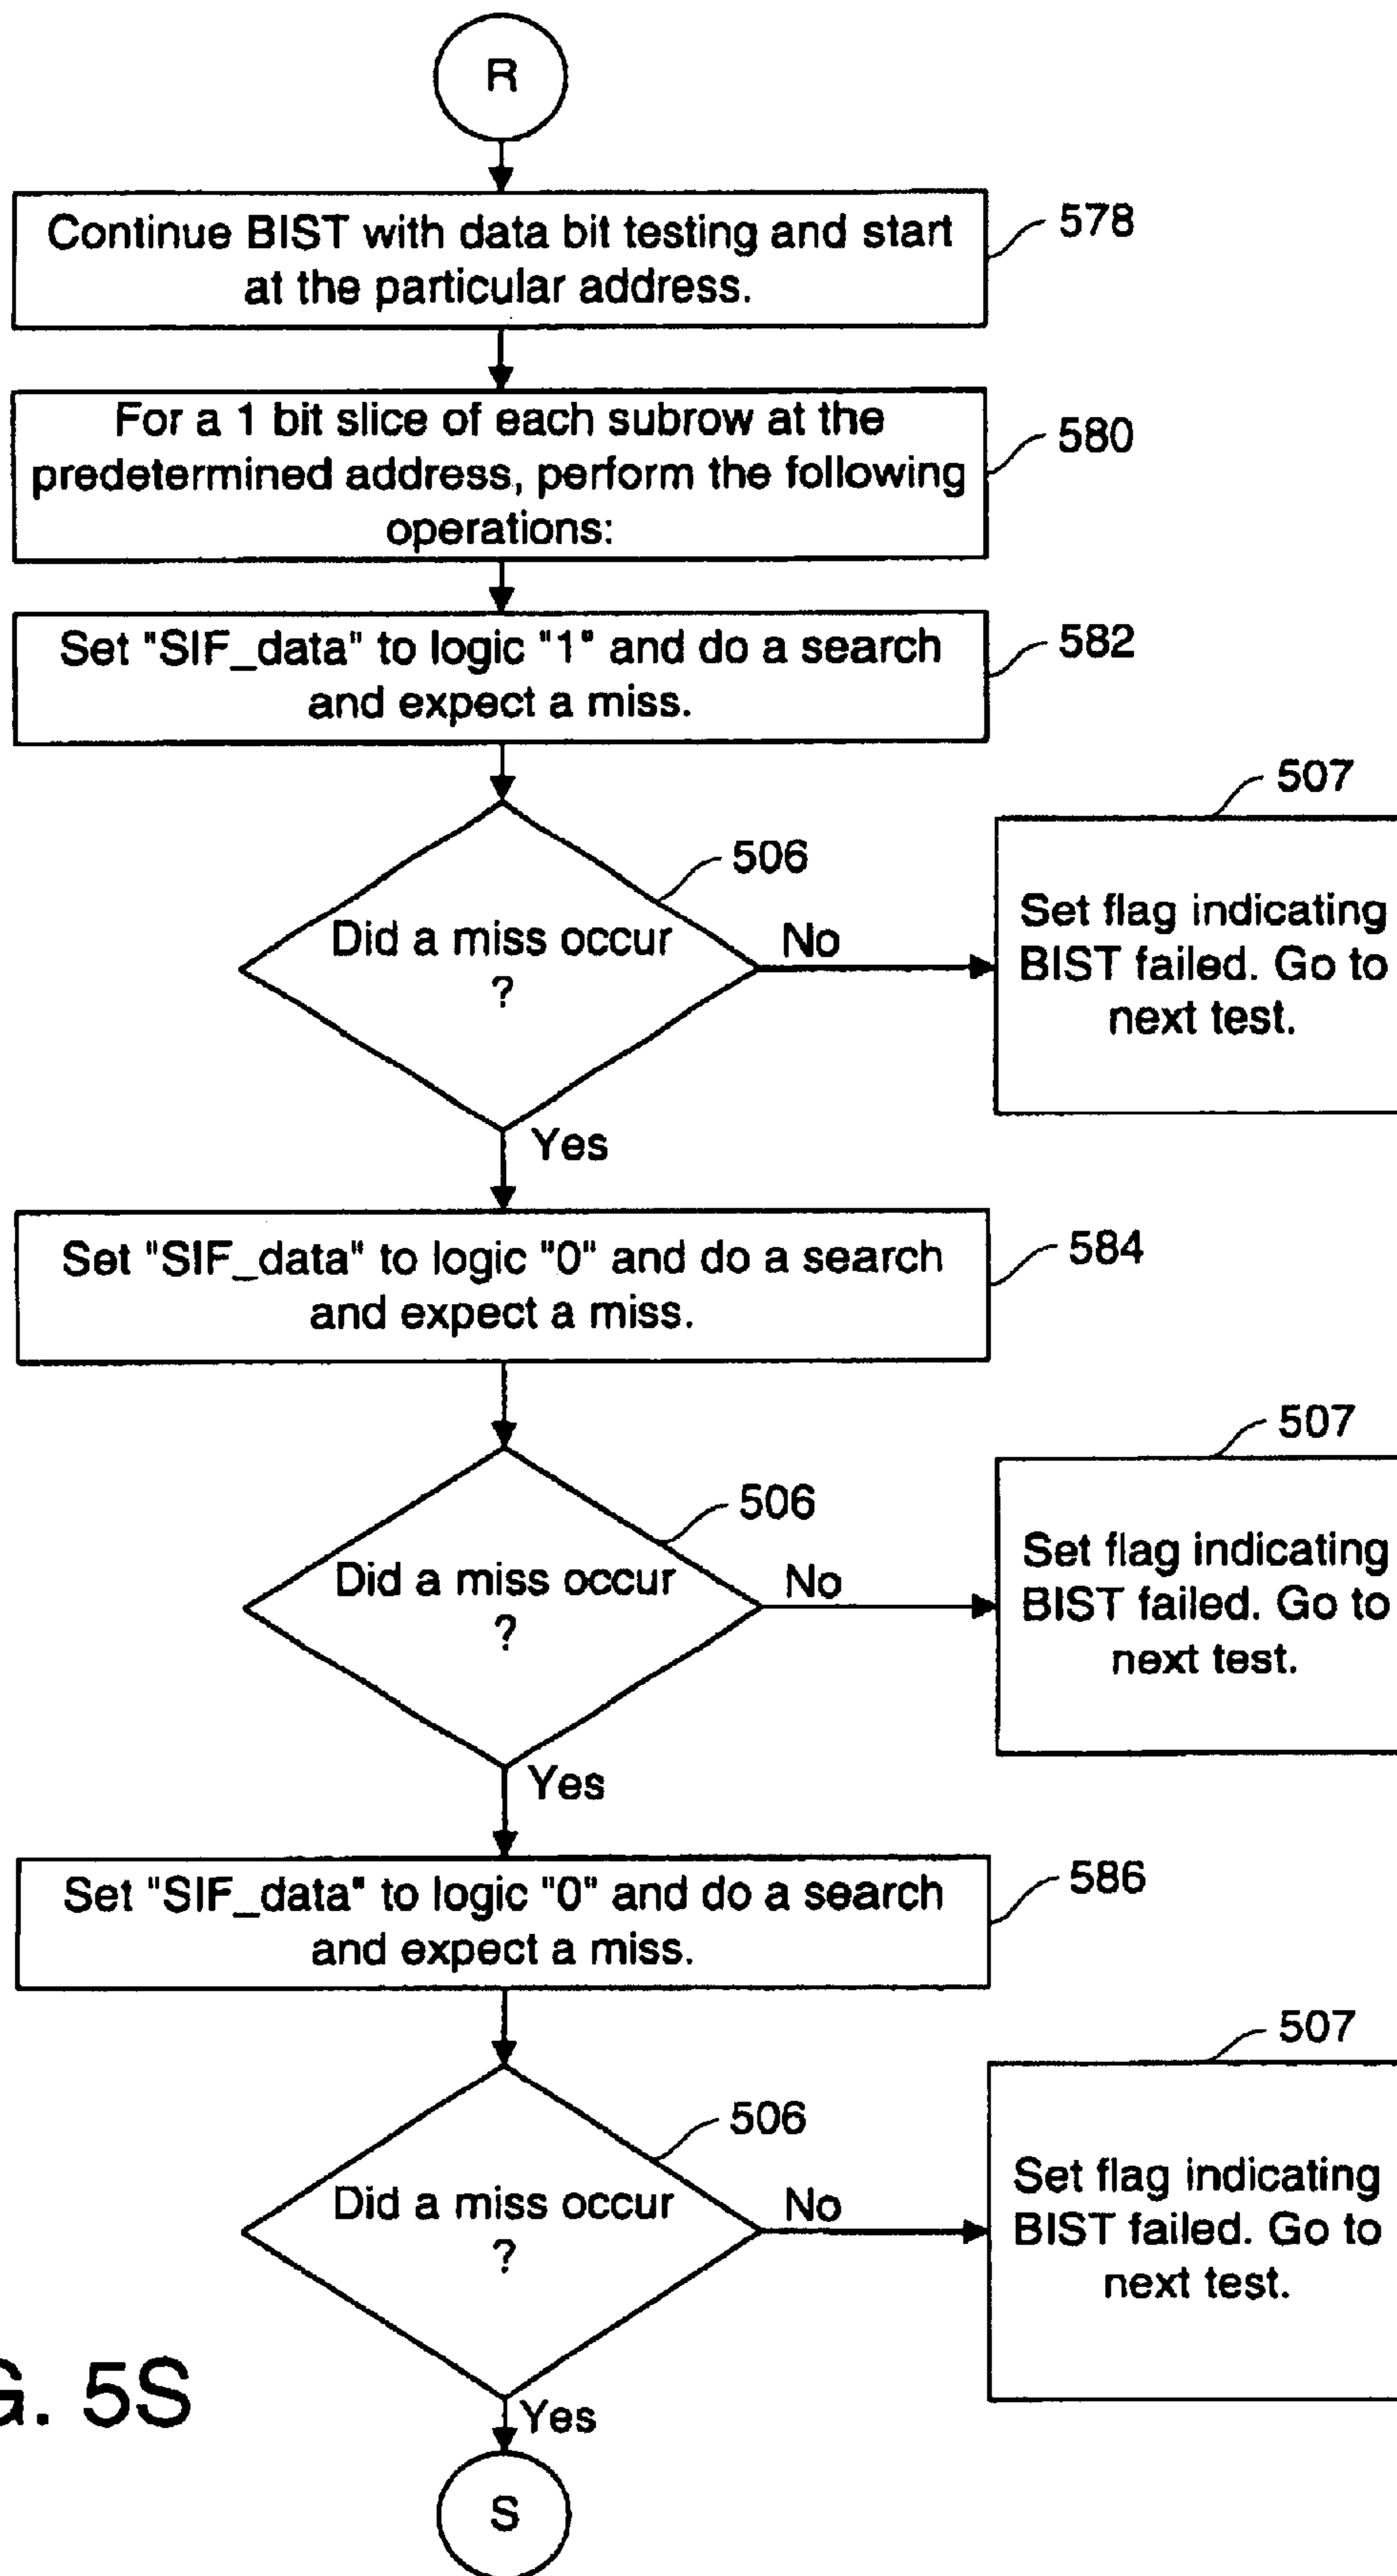 R
Continue BIST with data bit testing and start
at the particular address.
578
For a 1 bit slice of each subrow at the
predetermined address, perform the following
operations:
580
Set "SIF_data" to logic "1" and do a search
and expect a miss.
582
506
Did a miss occur
?
No
507
Set flag indicating
BIST failed. Go to
next test.
Yes
Set "SIF_data" to logic "0" and do a search
and expect a miss.
584
506
Did a miss occur
?
No
507
Set flag indicating
BIST failed. Go to
next test.
Yes
Set "SIF_data" to logic "0" and do a search
and expect a miss.
586
506
Did a miss occur
?
No
507
Set flag indicating
BIST failed. Go to
next test.
Yes
G. 5S
S